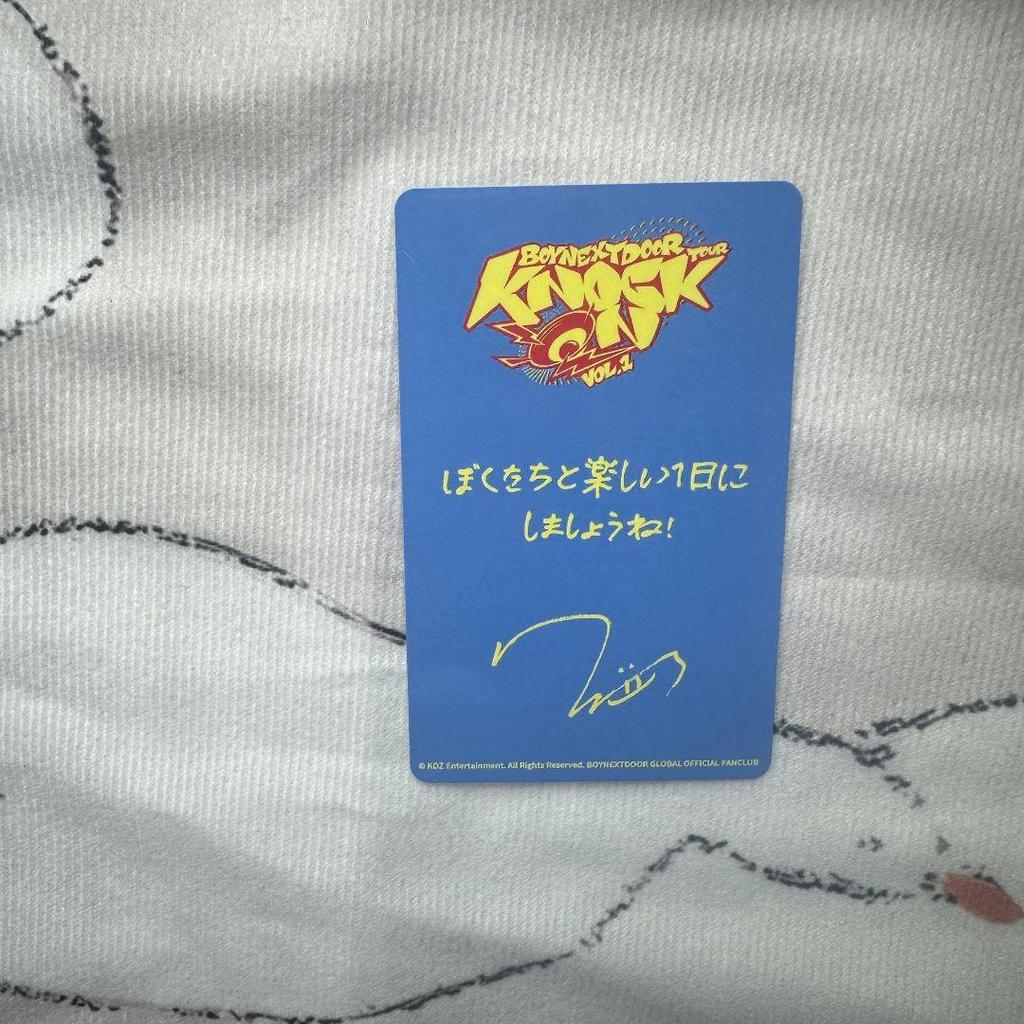 BOYNEXTDOOR TOUR
KNOCK
ON
VOL.1
ぼくたちと楽しい1日に
しましょうね!
© KOZ Entertainment. All Rights Reserved. BOYNEXTDOOR GLOBAL OFFICIAL FANCLUB